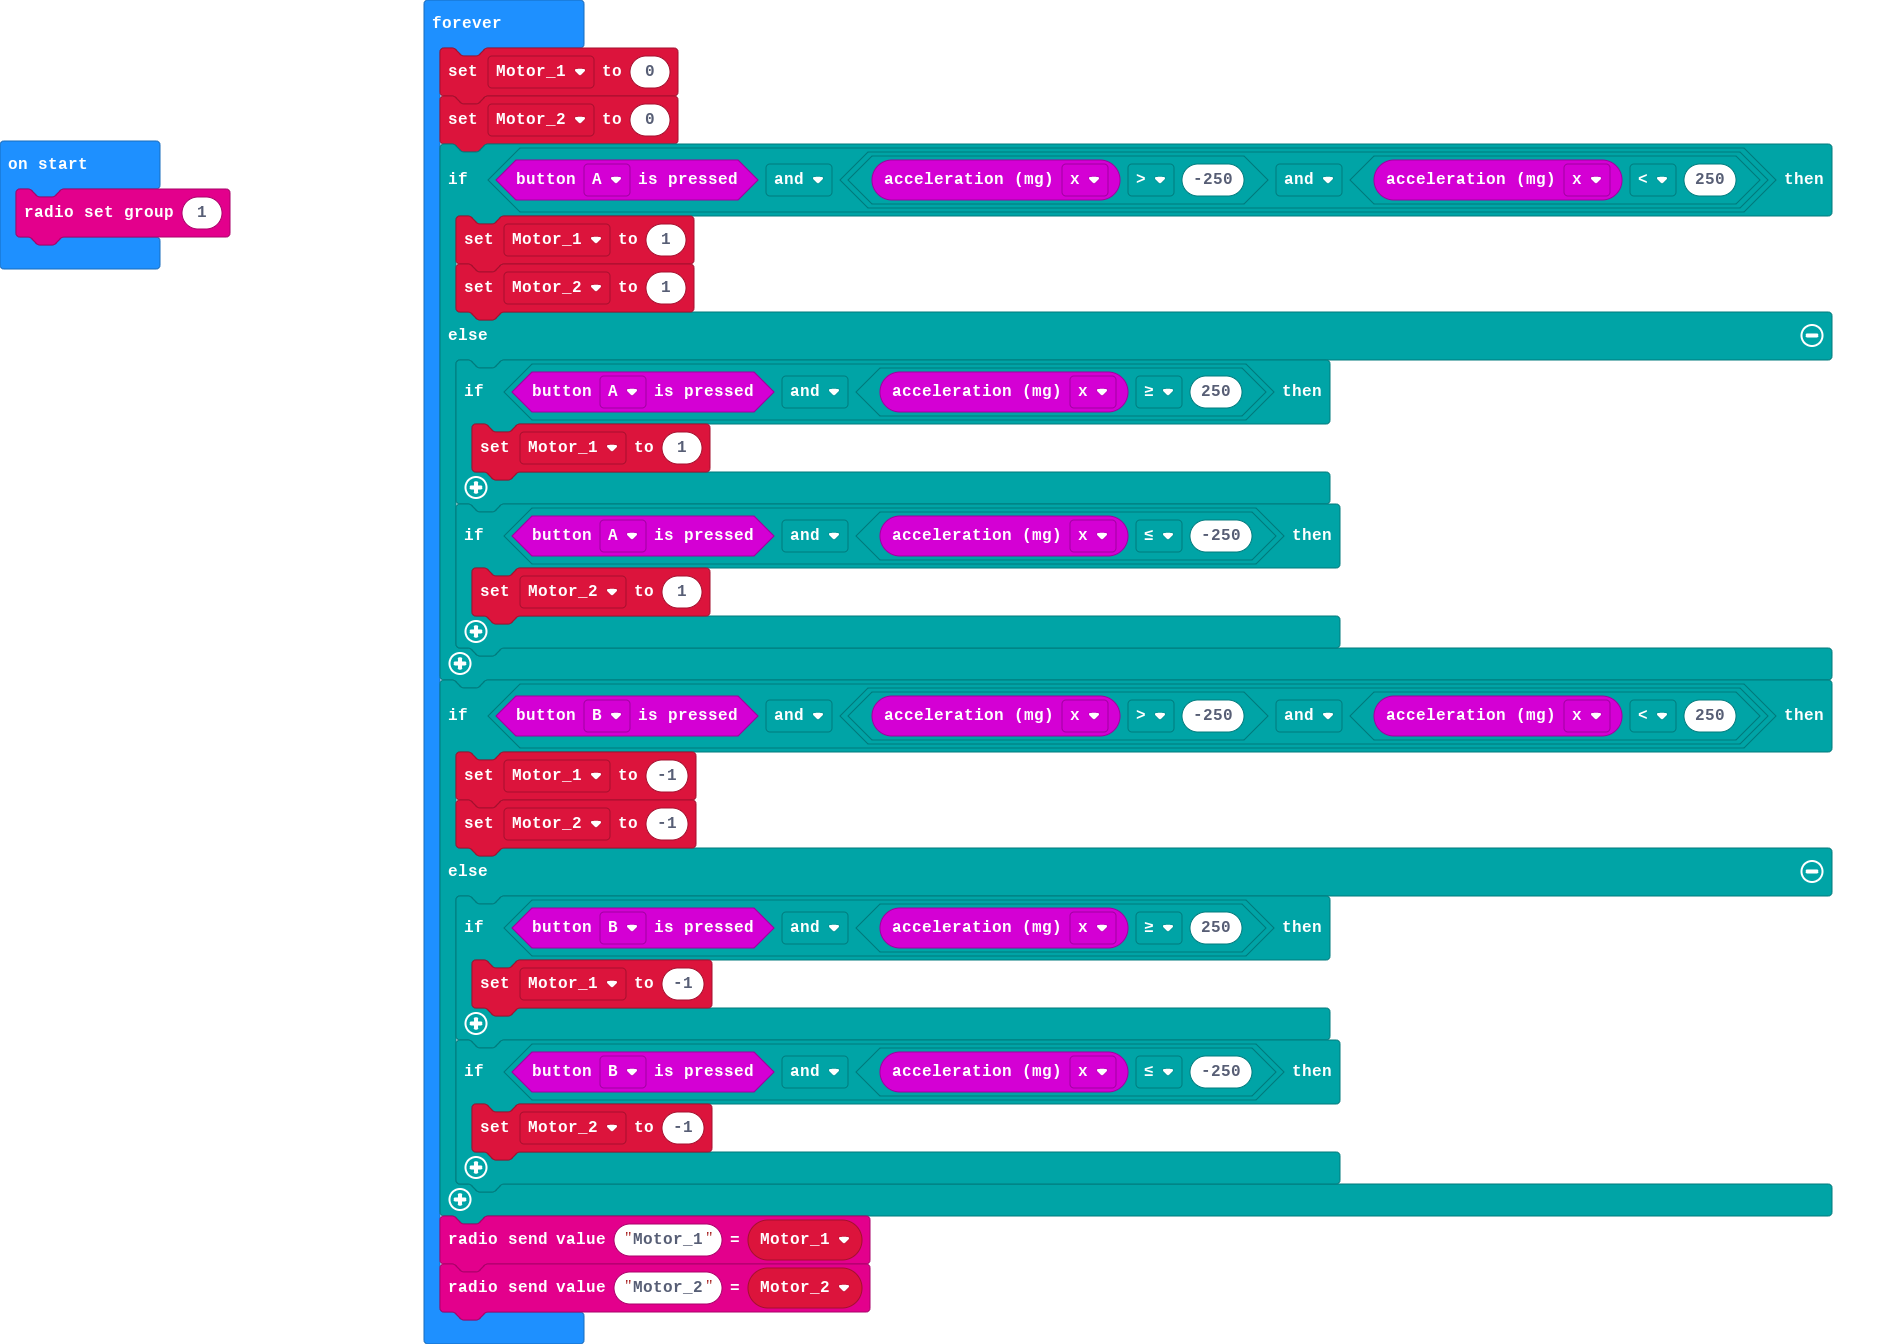 on start
radio set group 1
forever
set Motor_1 to 0
set Motor_2 to 0
if button A is pressed and acceleration (mg) x > -250 and acceleration (mg) x < 250 then
set Motor_1 to 1
set Motor_2 to 1
else
if button A is pressed and acceleration (mg) x ≥ 250 then
set Motor_1 to 1
if button A is pressed and acceleration (mg) x ≤ -250 then
set Motor_2 to 1
if button B is pressed and acceleration (mg) x > -250 and acceleration (mg) x < 250 then
set Motor_1 to -1
set Motor_2 to -1
else
if button B is pressed and acceleration (mg) x ≥ 250 then
set Motor_1 to -1
if button B is pressed and acceleration (mg) x ≤ -250 then
set Motor_2 to -1
radio send value "Motor_1" = Motor_1
radio send value "Motor_2" = Motor_2